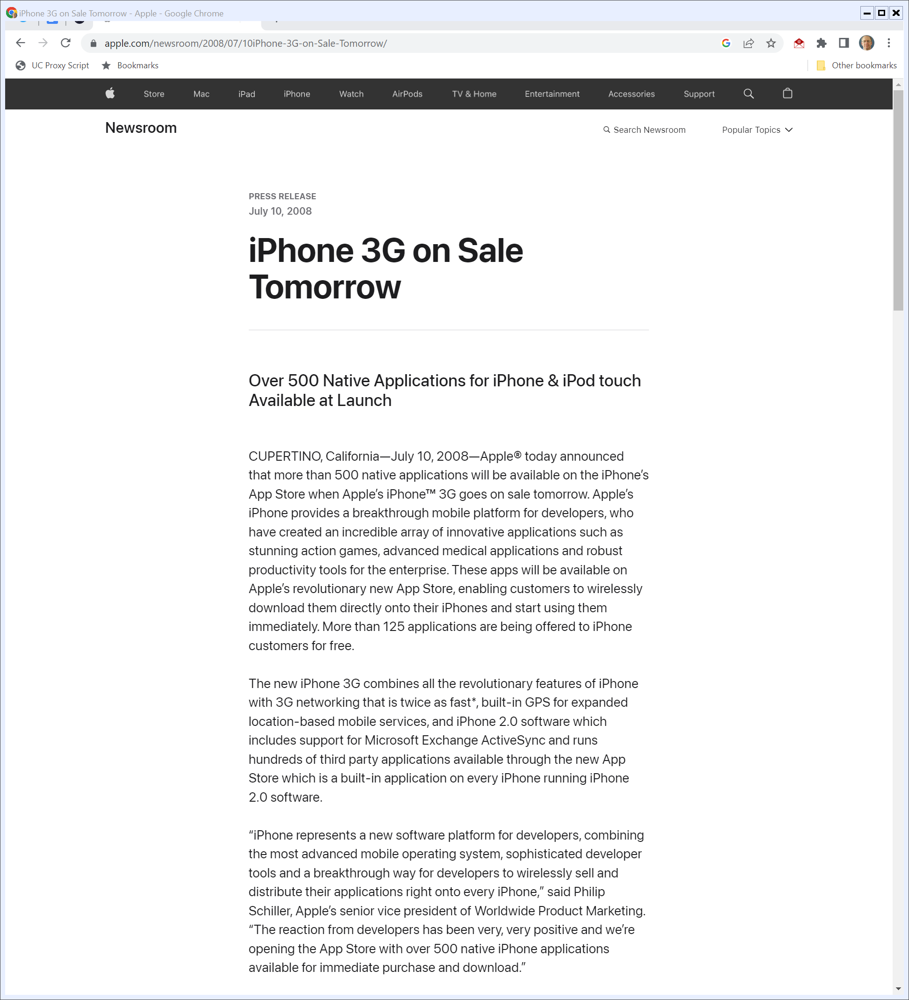 iPhone 3G on Sale Tomorrow - Apple - Google Chrome
apple.com/newsroom/2008/07/10iPhone-3G-on-Sale-Tomorrow/
UC Proxy Script Bookmarks Other bookmarks
Store Mac iPad iPhone Watch AirPods TV & Home Entertainment Accessories Support
Newsroom Search Newsroom Popular Topics
PRESS RELEASE
July 10, 2008
iPhone 3G on Sale
Tomorrow
Over 500 Native Applications for iPhone & iPod touch
Available at Launch
CUPERTINO, California—July 10, 2008—Apple® today announced
that more than 500 native applications will be available on the iPhone’s
App Store when Apple’s iPhone™ 3G goes on sale tomorrow. Apple’s
iPhone provides a breakthrough mobile platform for developers, who
have created an incredible array of innovative applications such as
stunning action games, advanced medical applications and robust
productivity tools for the enterprise. These apps will be available on
Apple’s revolutionary new App Store, enabling customers to wirelessly
download them directly onto their iPhones and start using them
immediately. More than 125 applications are being offered to iPhone
customers for free.
The new iPhone 3G combines all the revolutionary features of iPhone
with 3G networking that is twice as fast*, built-in GPS for expanded
location-based mobile services, and iPhone 2.0 software which
includes support for Microsoft Exchange ActiveSync and runs
hundreds of third party applications available through the new App
Store which is a built-in application on every iPhone running iPhone
2.0 software.
“iPhone represents a new software platform for developers, combining
the most advanced mobile operating system, sophisticated developer
tools and a breakthrough way for developers to wirelessly sell and
distribute their applications right onto every iPhone,” said Philip
Schiller, Apple’s senior vice president of Worldwide Product Marketing.
“The reaction from developers has been very, very positive and we’re
opening the App Store with over 500 native iPhone applications
available for immediate purchase and download.”